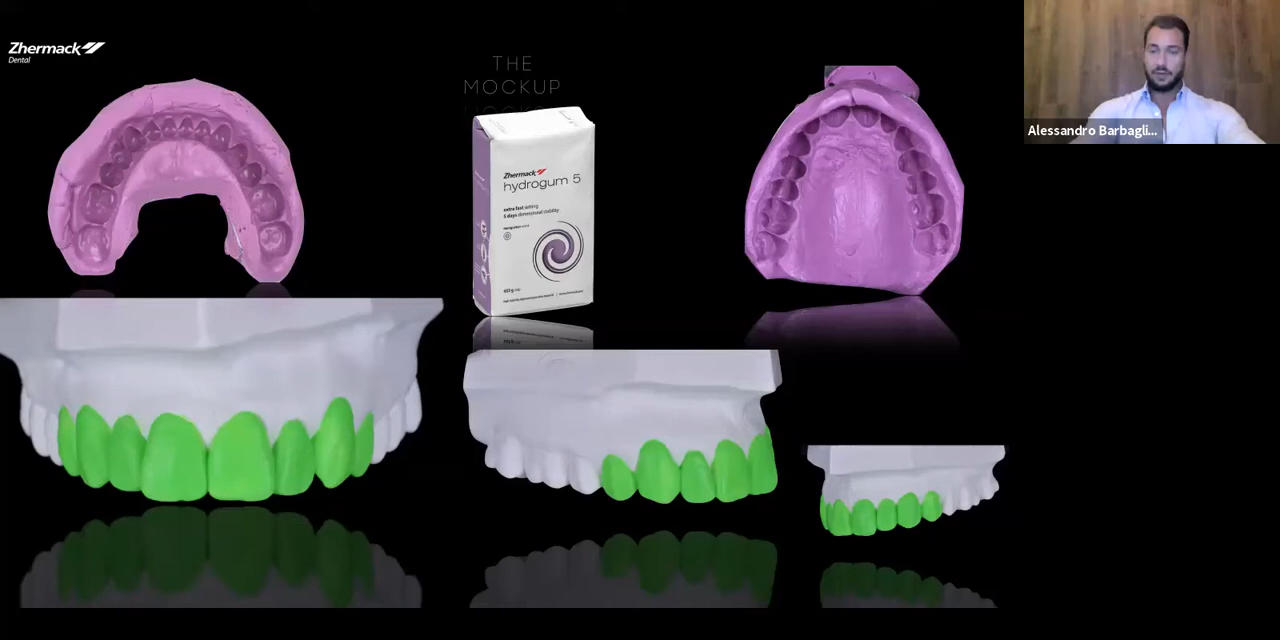 Zhermack
Dental
THE
MOCKUP
Zhermack
hydrogum 5
extra fast setting
5 days dimensional stability
Alessandro Barbagli...